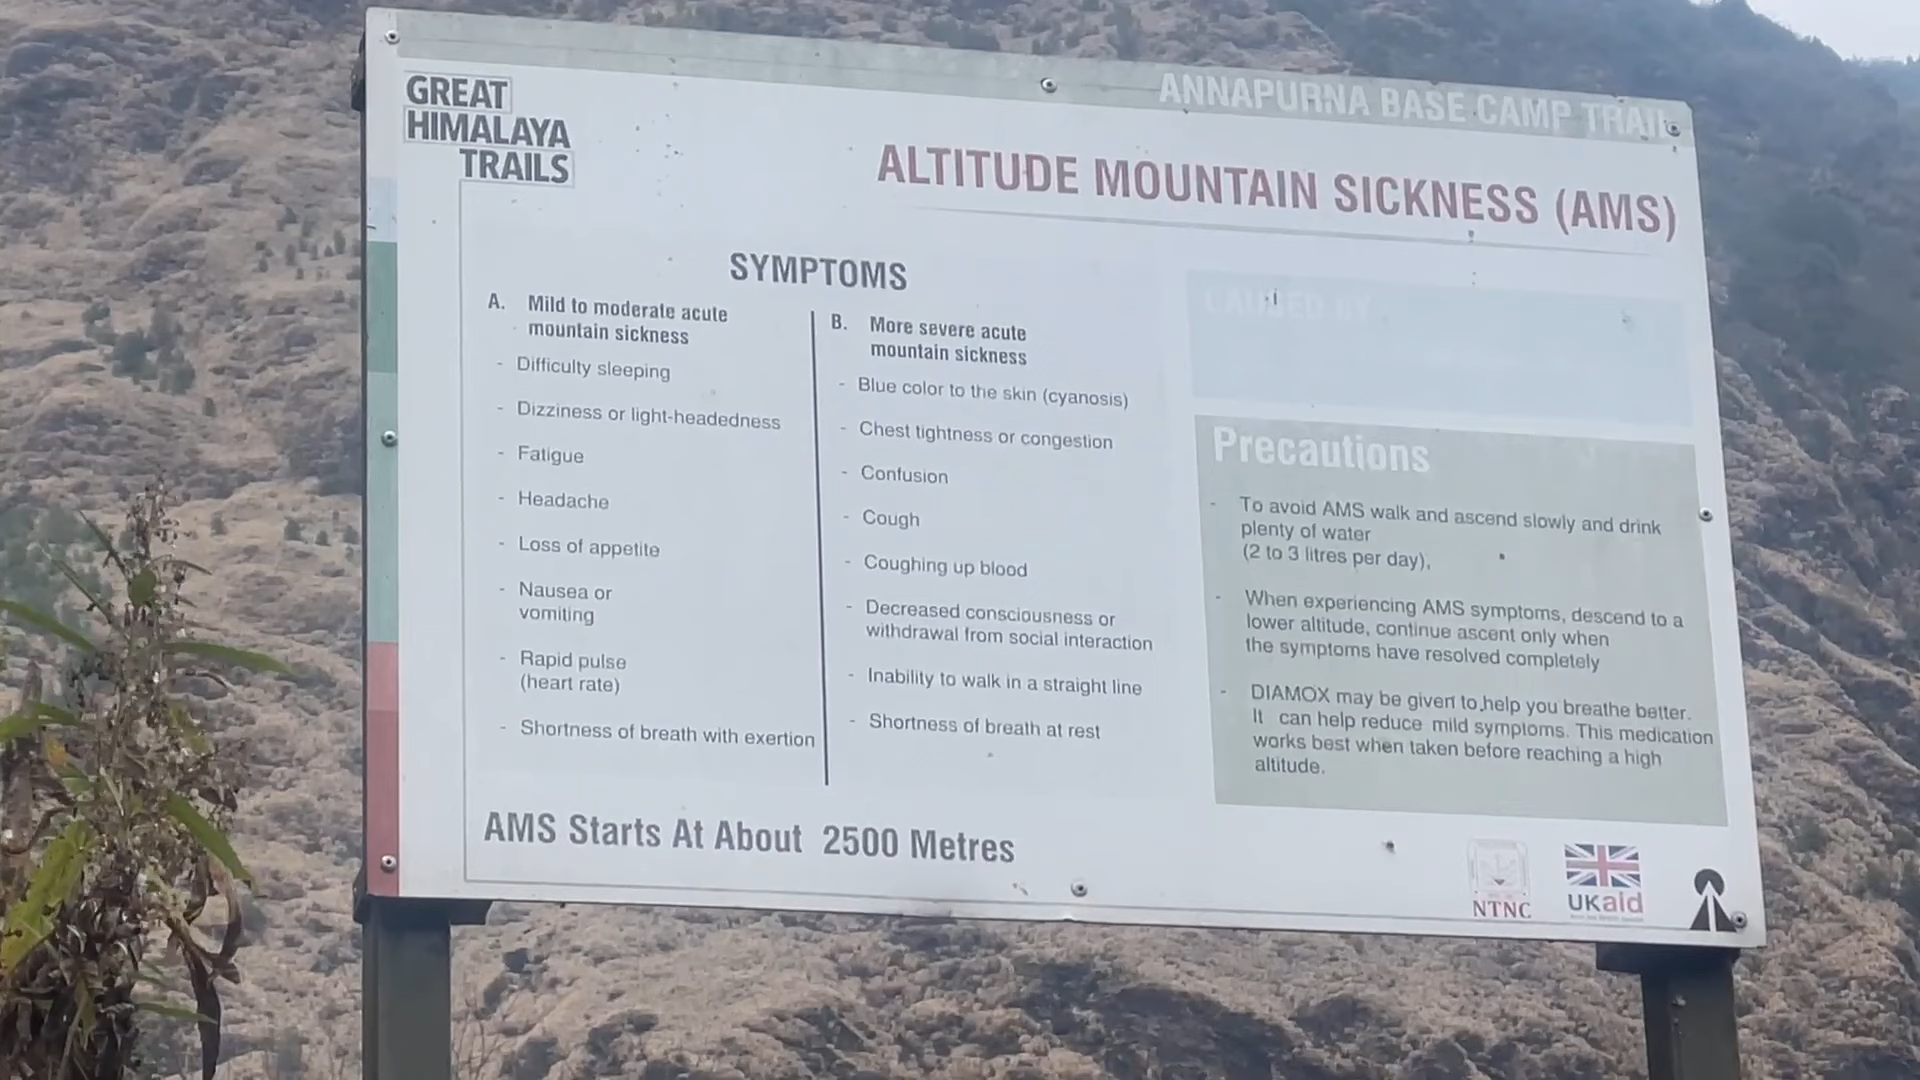 GREAT
HIMALAYA
TRAILS
ANNAPURNA BASE CAMP TRAIL
ALTITUDE MOUNTAIN SICKNESS (AMS)
SYMPTOMS
A. Mild to moderate acute
mountain sickness
- Difficulty sleeping
- Dizziness or light-headedness
- Fatigue
- Headache
- Loss of appetite
- Nausea or
vomiting
- Rapid pulse
(heart rate)
- Shortness of breath with exertion
B. More severe acute
mountain sickness
- Blue color to the skin (cyanosis)
- Chest tightness or congestion
- Confusion
- Cough
- Coughing up blood
- Decreased consciousness or
withdrawal from social interaction
- Inability to walk in a straight line
- Shortness of breath at rest
CAUSED BY
Precautions
- To avoid AMS walk and ascend slowly and drink
plenty of water
(2 to 3 litres per day),
- When experiencing AMS symptoms, descend to a
lower altitude, continue ascent only when
the symptoms have resolved completely
- DIAMOX may be given to help you breathe better.
It can help reduce mild symptoms. This medication
works best when taken before reaching a high
altitude.
AMS Starts At About 2500 Metres
NTNC
UKaid